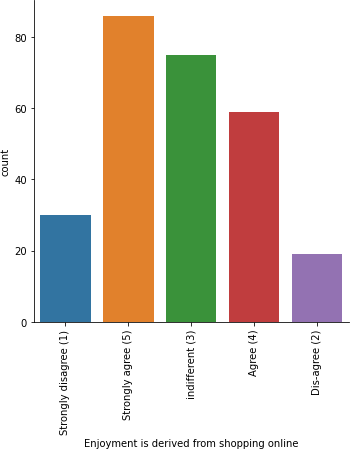 count
80
60
40
20
0
Strongly disagree (1)
Strongly agree (5)
indifferent (3)
Agree (4)
Dis-agree (2)
Enjoyment is derived from shopping online